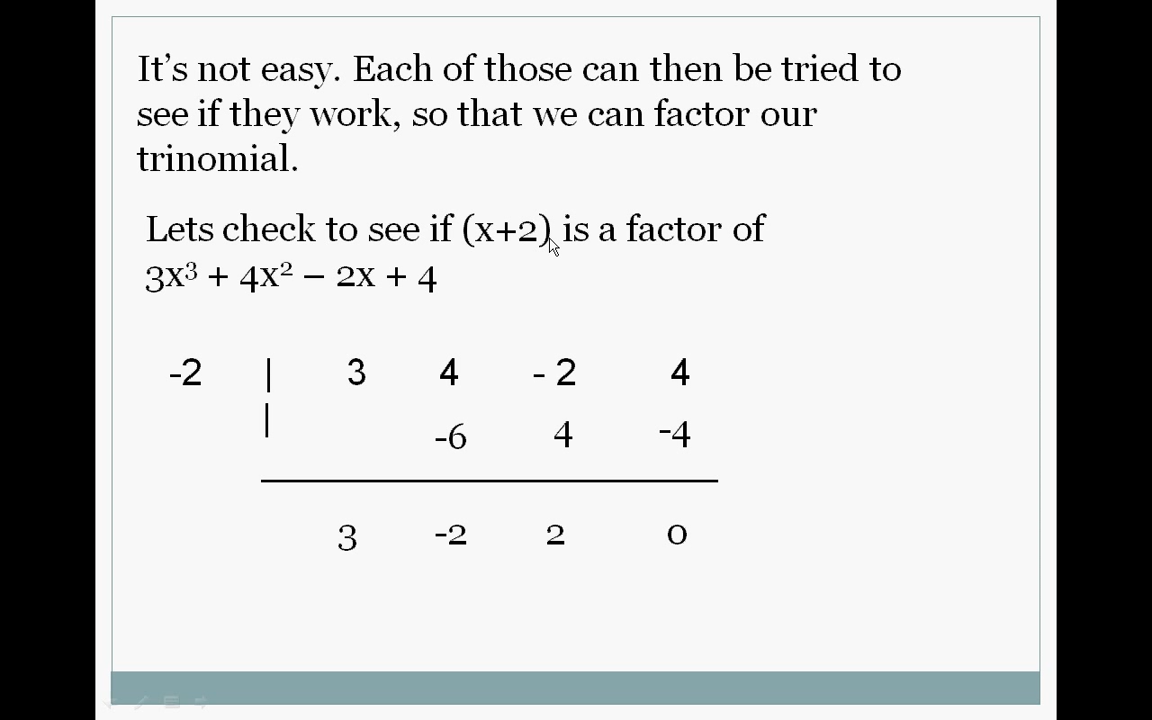 It's not easy. Each of those can then be tried to
see if they work, so that we can factor our
trinomial.
Lets check to see if (x+2) is a factor of
3x³ + 4x² – 2x + 4
-2 | 3 4 - 2 4
| -6 4 -4
3 -2 2 0